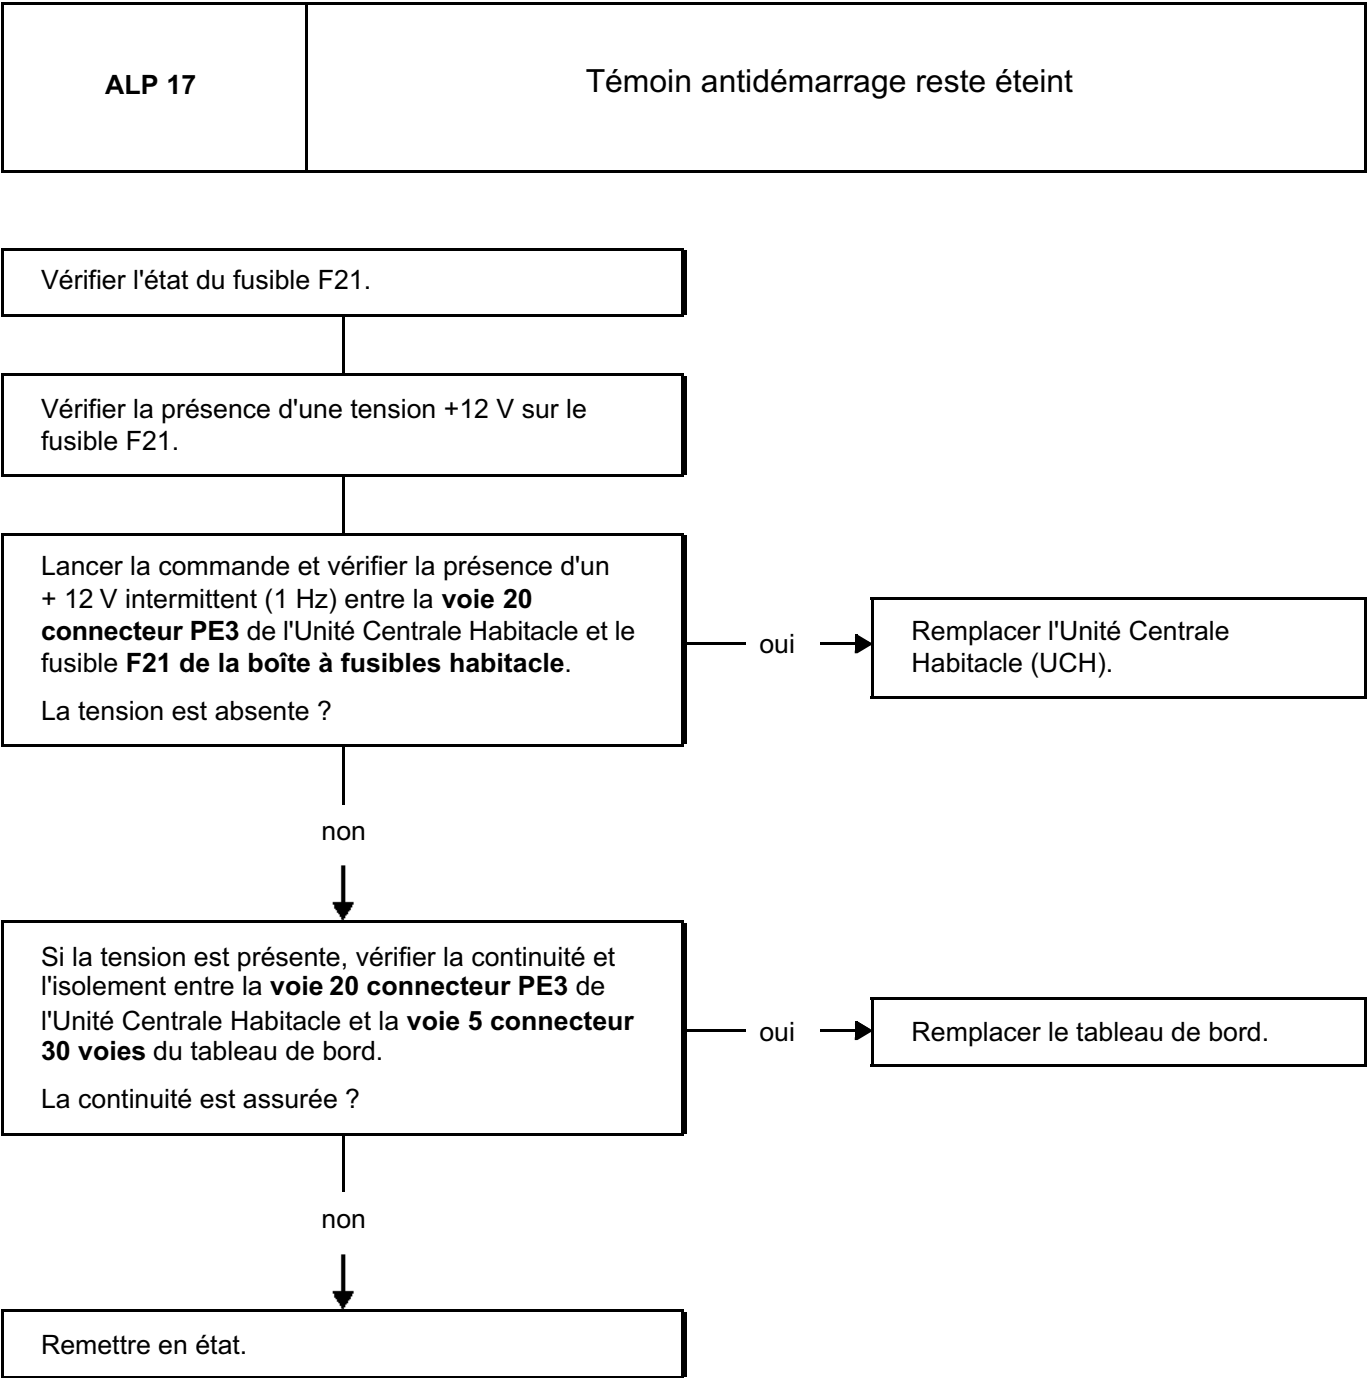 ALP 17
Témoin antidémarrage reste éteint
Vérifier l'état du fusible F21.
Vérifier la présence d'une tension +12 V sur le
fusible F21.
Lancer la commande et vérifier la présence d'un
+ 12 V intermittent (1 Hz) entre la voie 20
connecteur PE3 de l'Unité Centrale Habitacle et le
fusible F21 de la boîte à fusibles habitacle.
La tension est absente ?
oui
Remplacer l'Unité Centrale
Habitacle (UCH).
non
Si la tension est présente, vérifier la continuité et
l'isolement entre la voie 20 connecteur PE3 de
l'Unité Centrale Habitacle et la voie 5 connecteur
30 voies du tableau de bord.
La continuité est assurée ?
oui
Remplacer le tableau de bord.
non
Remettre en état.